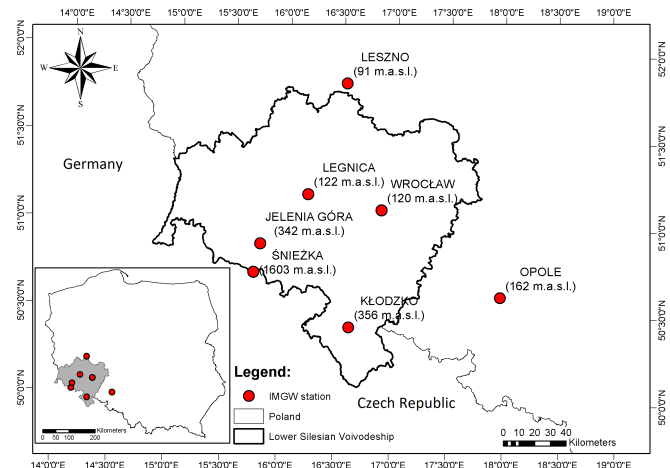 14°0'0"E 14°30'0"E 15°0'0"E 15°30'0"E 16°0'0"E 16°30'0"E 17°0'0"E 17°30'0"E 18°0'0"E 18°30'0"E 19°0'0"E
52°0'0"N
51°30'0"N
51°0'0"N
50°30'0"N
50°0'0"N
N
W E
S
LESZNO
(91 m.a.s.l.)
Germany
LEGNICA
(122 m.a.s.l.)
WROCŁAW
(120 m.a.s.l.)
JELENIA GÓRA
(342 m.a.s.l.)
ŚNIEŻKA
(1603 m.a.s.l.)
OPOLE
(162 m.a.s.l.)
KŁODZKO
(356 m.a.s.l.)
Czech Republic
Legend:
IMGW station
Poland
Lower Silesian Voivodeship
Kilometers
0 50 100 200
Kilometers
0 5 10 20 30 40
52°0'0"N
51°30'0"N
51°0'0"N
50°30'0"N
50°0'0"N
14°0'0"E 14°30'0"E 15°0'0"E 15°30'0"E 16°0'0"E 16°30'0"E 17°0'0"E 17°30'0"E 18°0'0"E 18°30'0"E